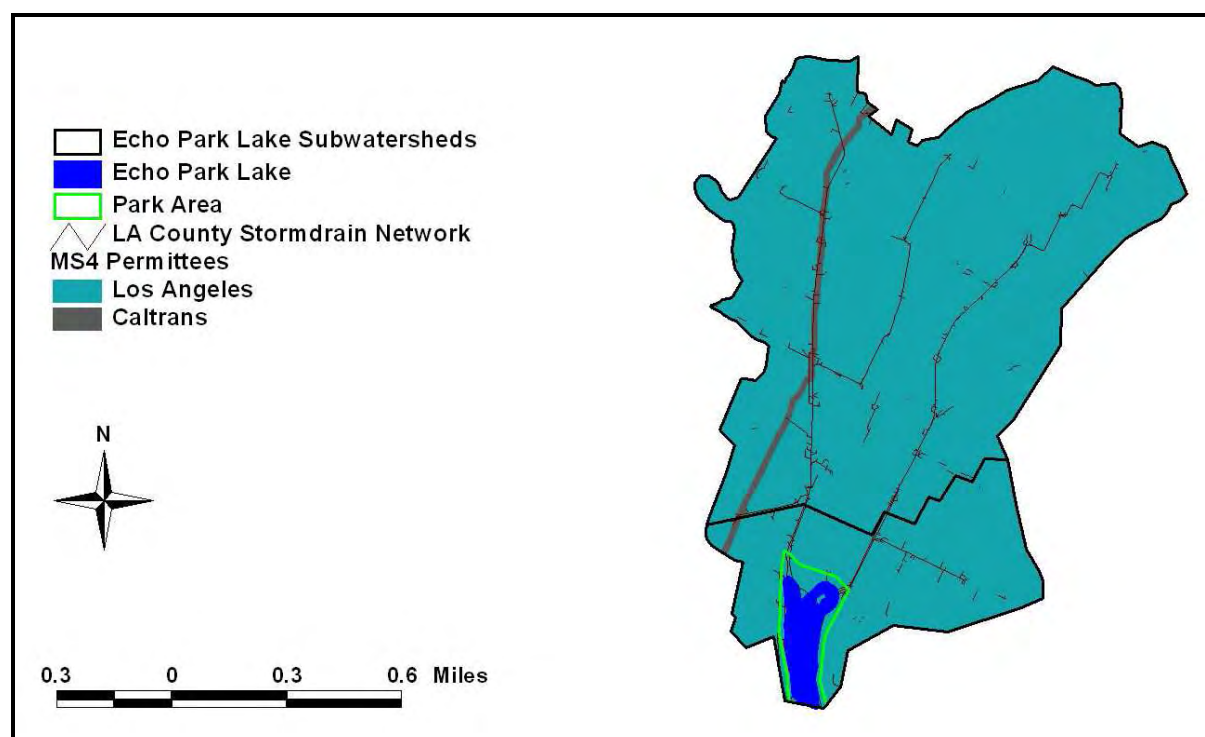 Echo Park Lake Subwatersheds
Echo Park Lake
Park Area
LA County Stormdrain Network
MS4 Permittees
Los Angeles
Caltrans
N
0.3 0 0.3 0.6 Miles